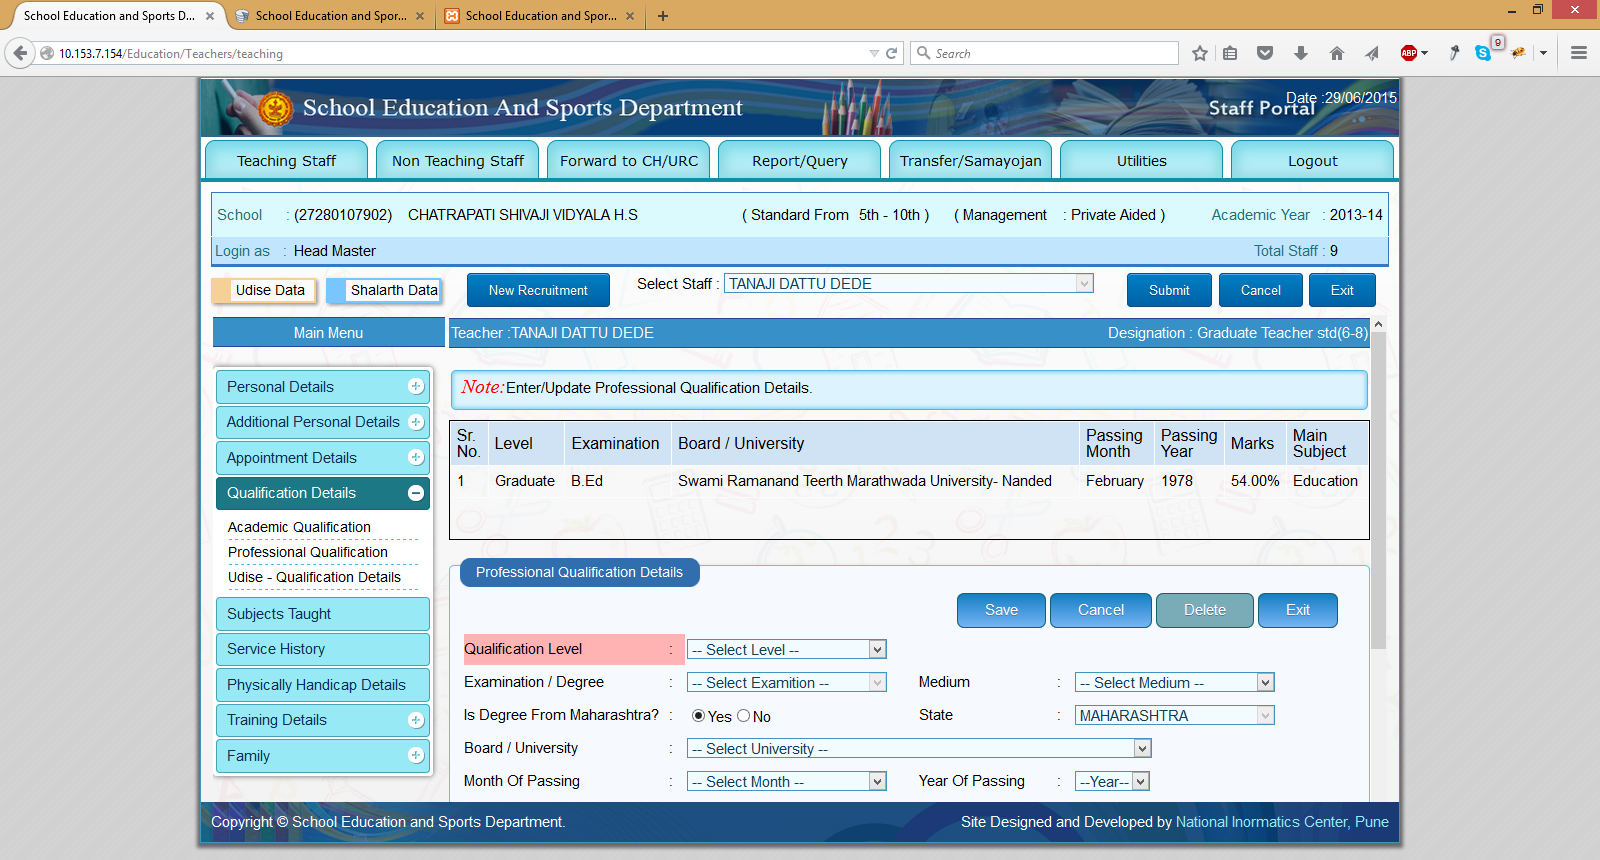 School Education and Sports D...
School Education and Spor...
School Education and Spor...
10.153.7.154/Education/Teachers/teaching
Search
ABP
9
School Education And Sports Department
Staff Portal
Date :29/06/2015
Teaching Staff
Non Teaching Staff
Forward to CH/URC
Report/Query
Transfer/Samayojan
Utilities
Logout
School : (27280107902) CHATRAPATI SHIVAJI VIDYALA H.S ( Standard From 5th - 10th ) ( Management : Private Aided ) Academic Year : 2013-14
Login as : Head Master Total Staff : 9
Udise Data
Shalarth Data
New Recruitment
Select Staff : TANAJI DATTU DEDE
Submit
Cancel
Exit
Main Menu
Teacher :TANAJI DATTU DEDE Designation : Graduate Teacher std(6-8)
Personal Details
Additional Personal Details
Appointment Details
Qualification Details
Academic Qualification
Professional Qualification
Udise - Qualification Details
Subjects Taught
Service History
Physically Handicap Details
Training Details
Family
Note:Enter/Update Professional Qualification Details.
Sr. No. Level Examination Board / University Passing Month Passing Year Marks Main Subject
1 Graduate B.Ed Swami Ramanand Teerth Marathwada University- Nanded February 1978 54.00% Education
Professional Qualification Details
Save
Cancel
Delete
Exit
Qualification Level : -- Select Level --
Examination / Degree : -- Select Examition -- Medium : -- Select Medium --
Is Degree From Maharashtra? : Yes No State : MAHARASHTRA
Board / University : -- Select University --
Month Of Passing : -- Select Month -- Year Of Passing : --Year--
Copyright © School Education and Sports Department. Site Designed and Developed by National Inormatics Center, Pune